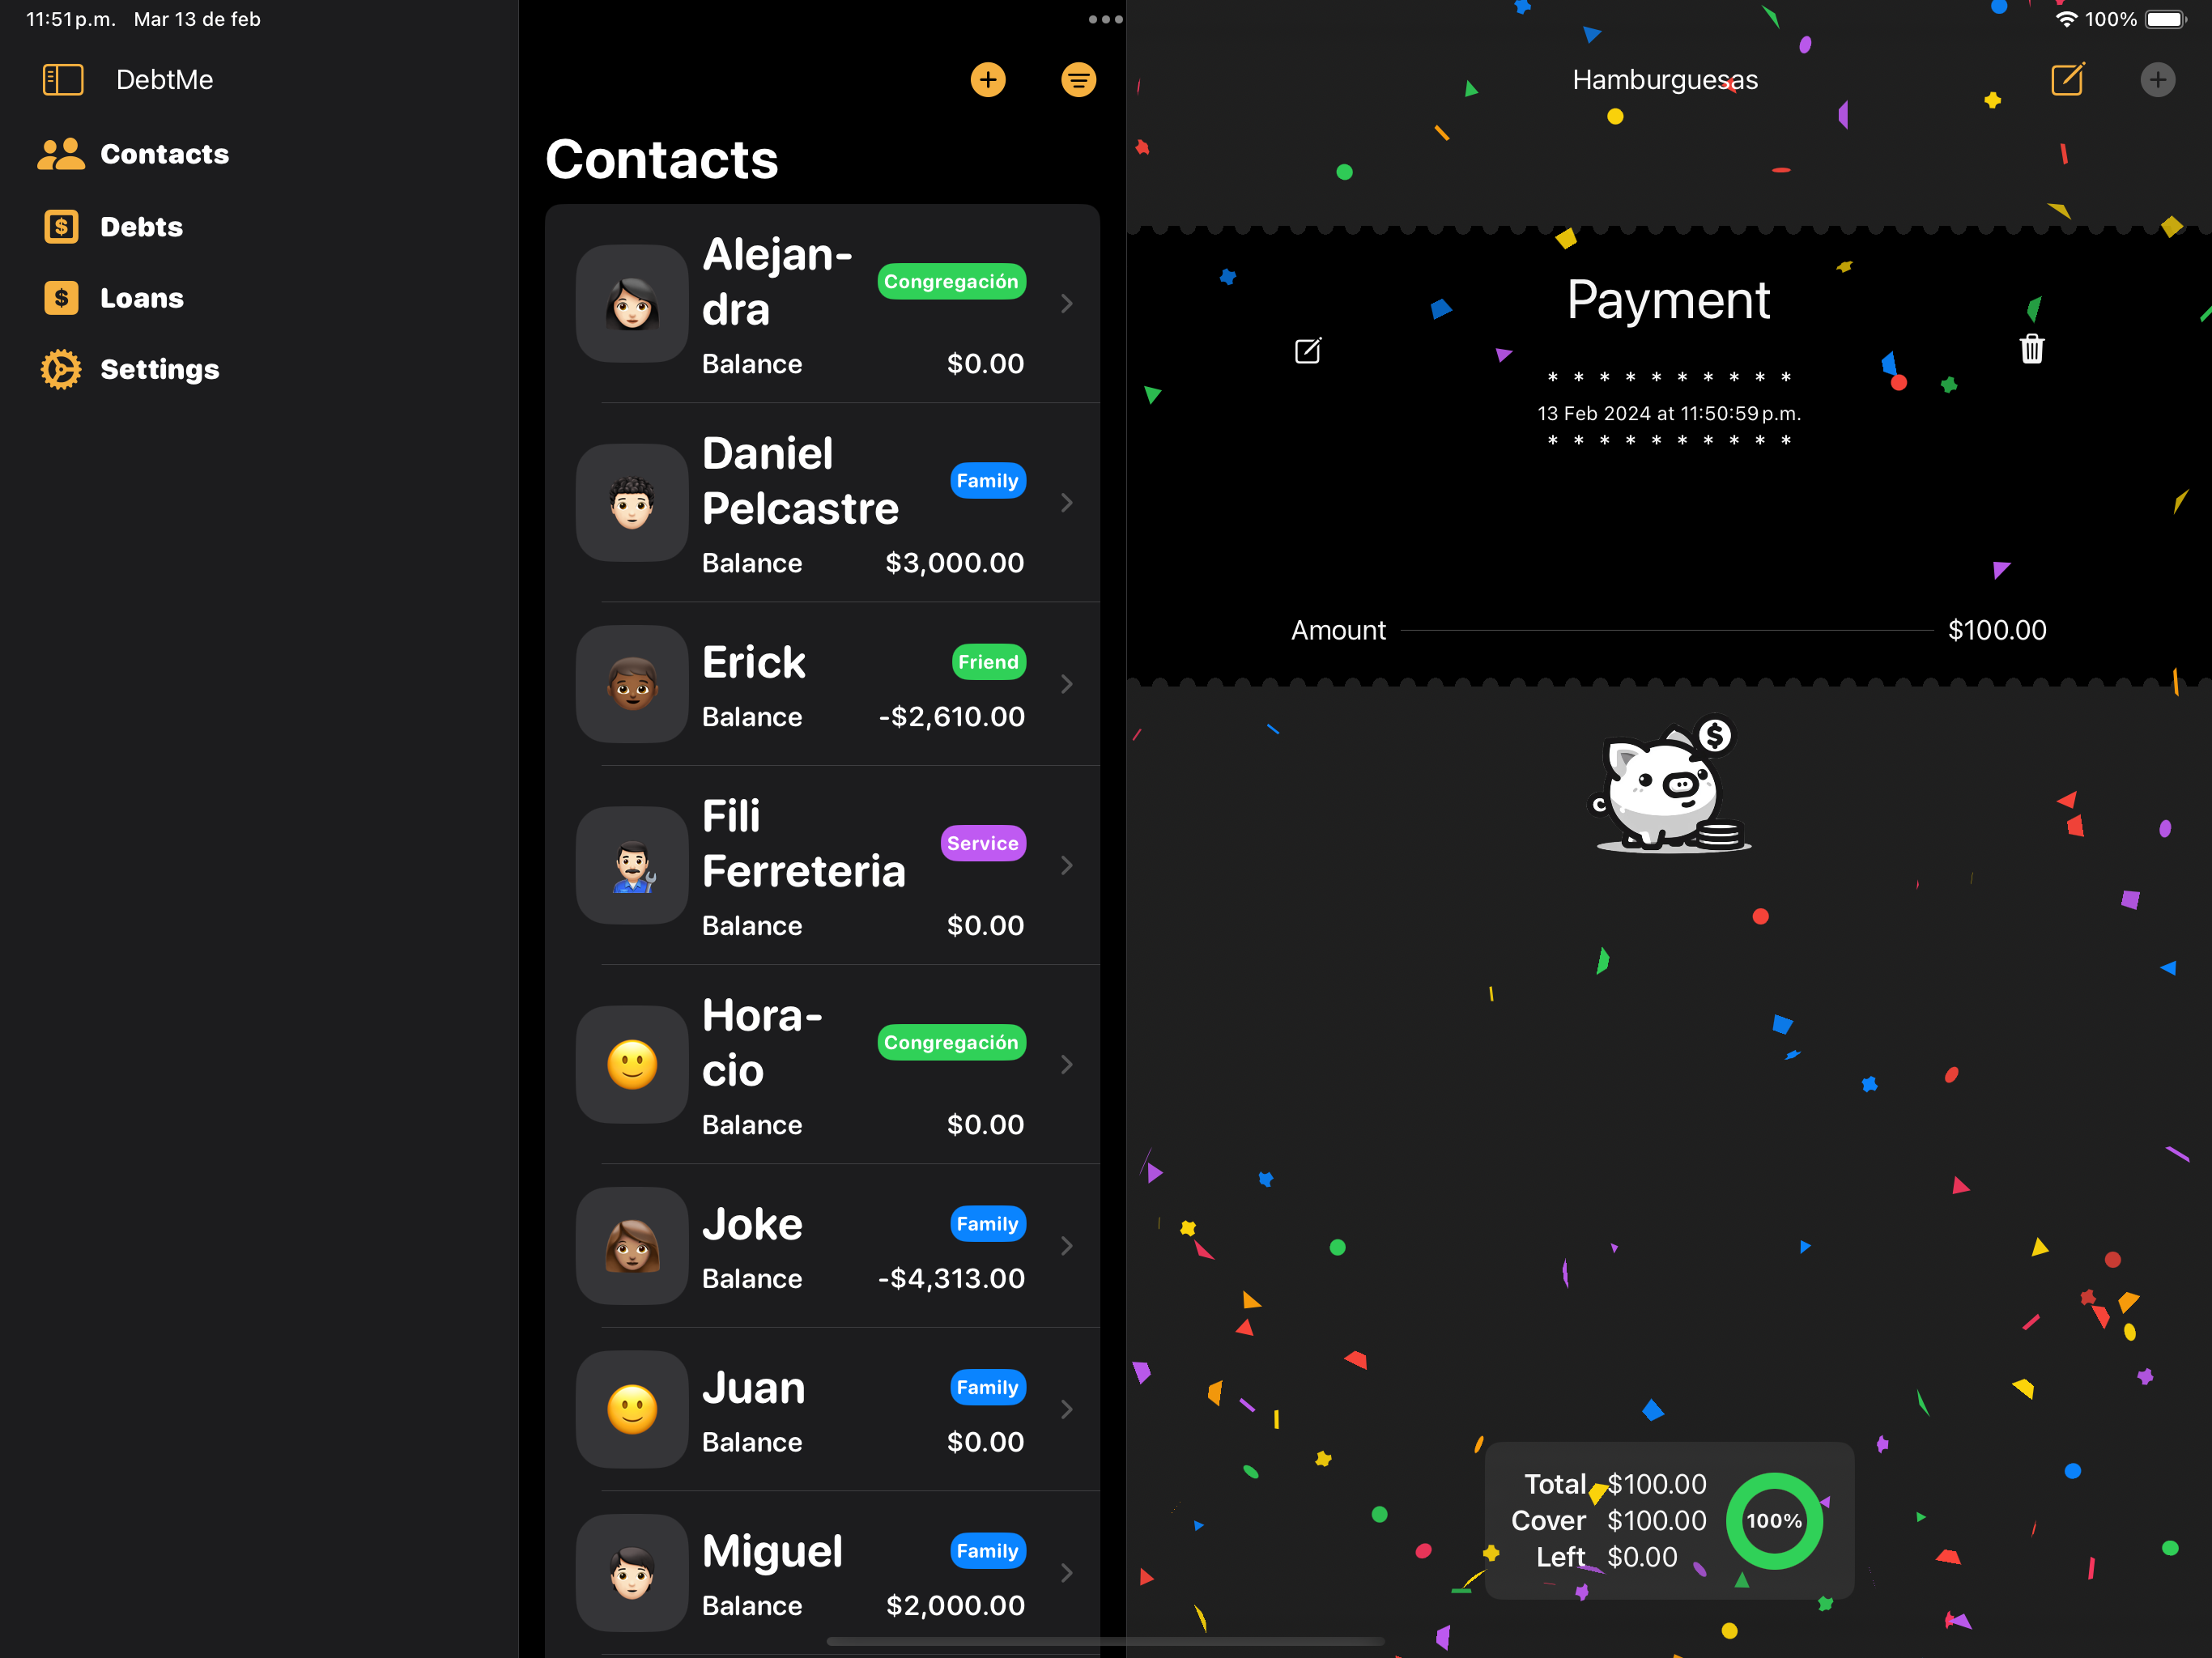 11:51 p.m. Mar 13 de feb
100%
DebtMe
Contacts
Debts
Loans
Settings
Contacts
Alejan-
dra
Congregación
Balance $0.00
Daniel
Pelcastre
Family
Balance $3,000.00
Erick
Friend
Balance -$2,610.00
Fili
Ferreteria
Service
Balance $0.00
Hora-
cio
Congregación
Balance $0.00
Joke
Family
Balance -$4,313.00
Juan
Family
Balance $0.00
Miguel
Family
Balance $2,000.00
Hamburguesas
Payment
* * * * * * * * * *
13 Feb 2024 at 11:50:59 p.m.
* * * * * * * * * *
Amount $100.00
$
Total $100.00
Cover $100.00
Left $0.00
100%